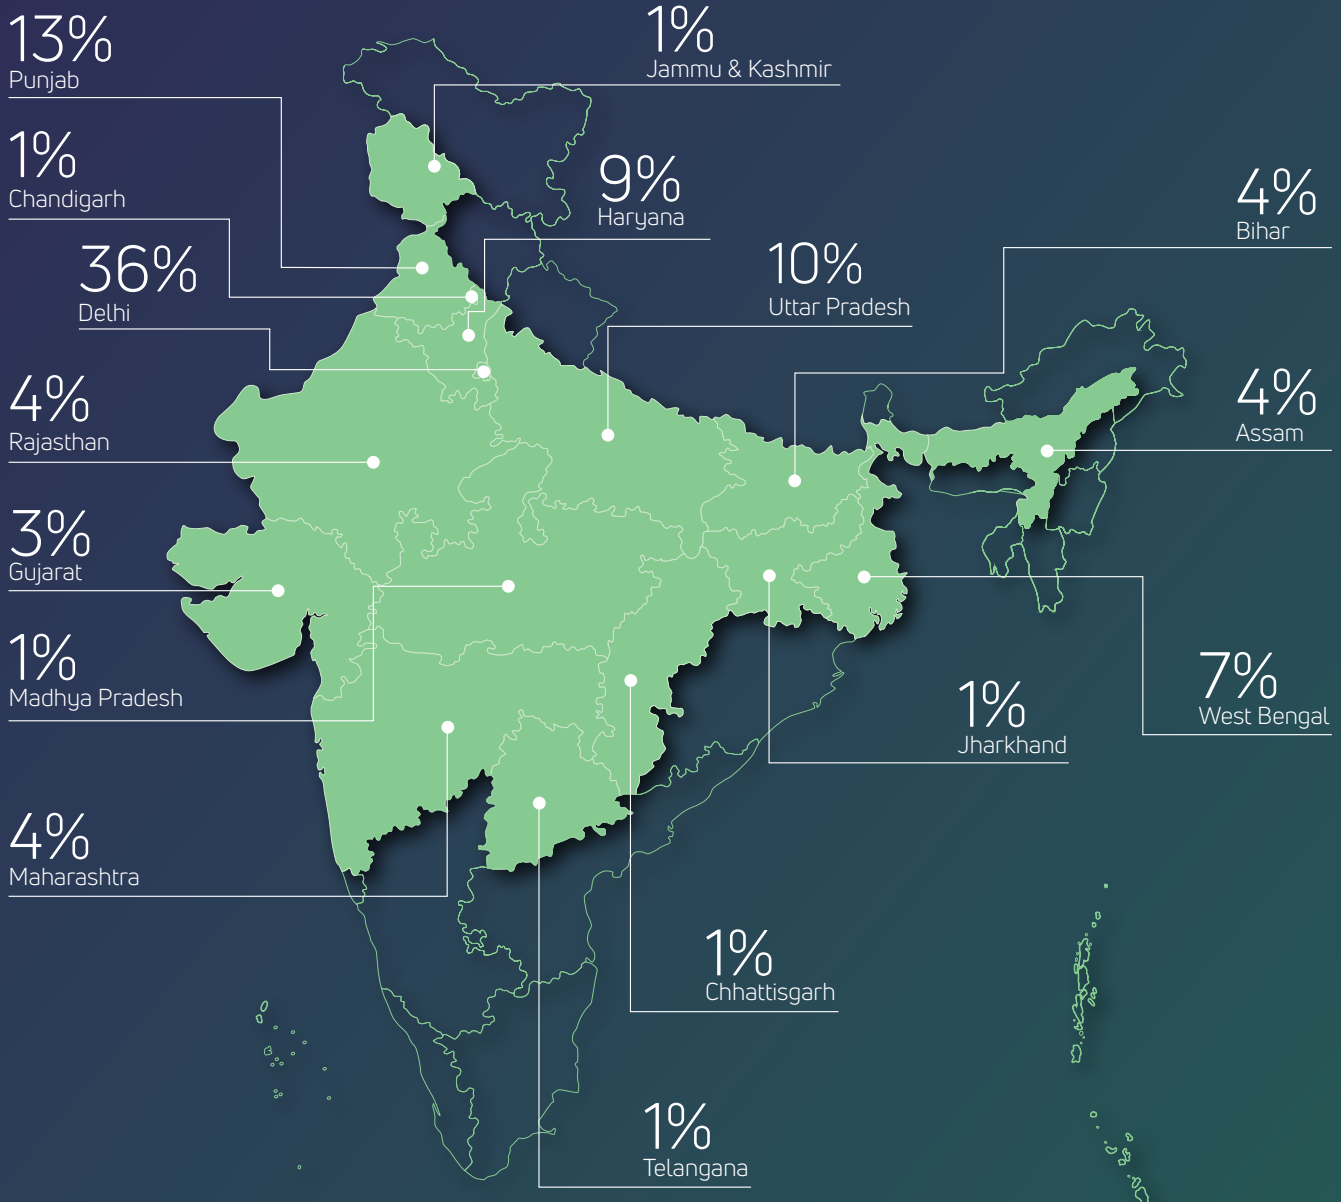 13%
Punjab
1%
Jammu & Kashmir
1%
Chandigarh
9%
Haryana
4%
Bihar
36%
Delhi
10%
Uttar Pradesh
4%
Rajasthan
4%
Assam
3%
Gujarat
1%
Madhya Pradesh
7%
West Bengal
1%
Jharkhand
4%
Maharashtra
1%
Chhattisgarh
1%
Telangana